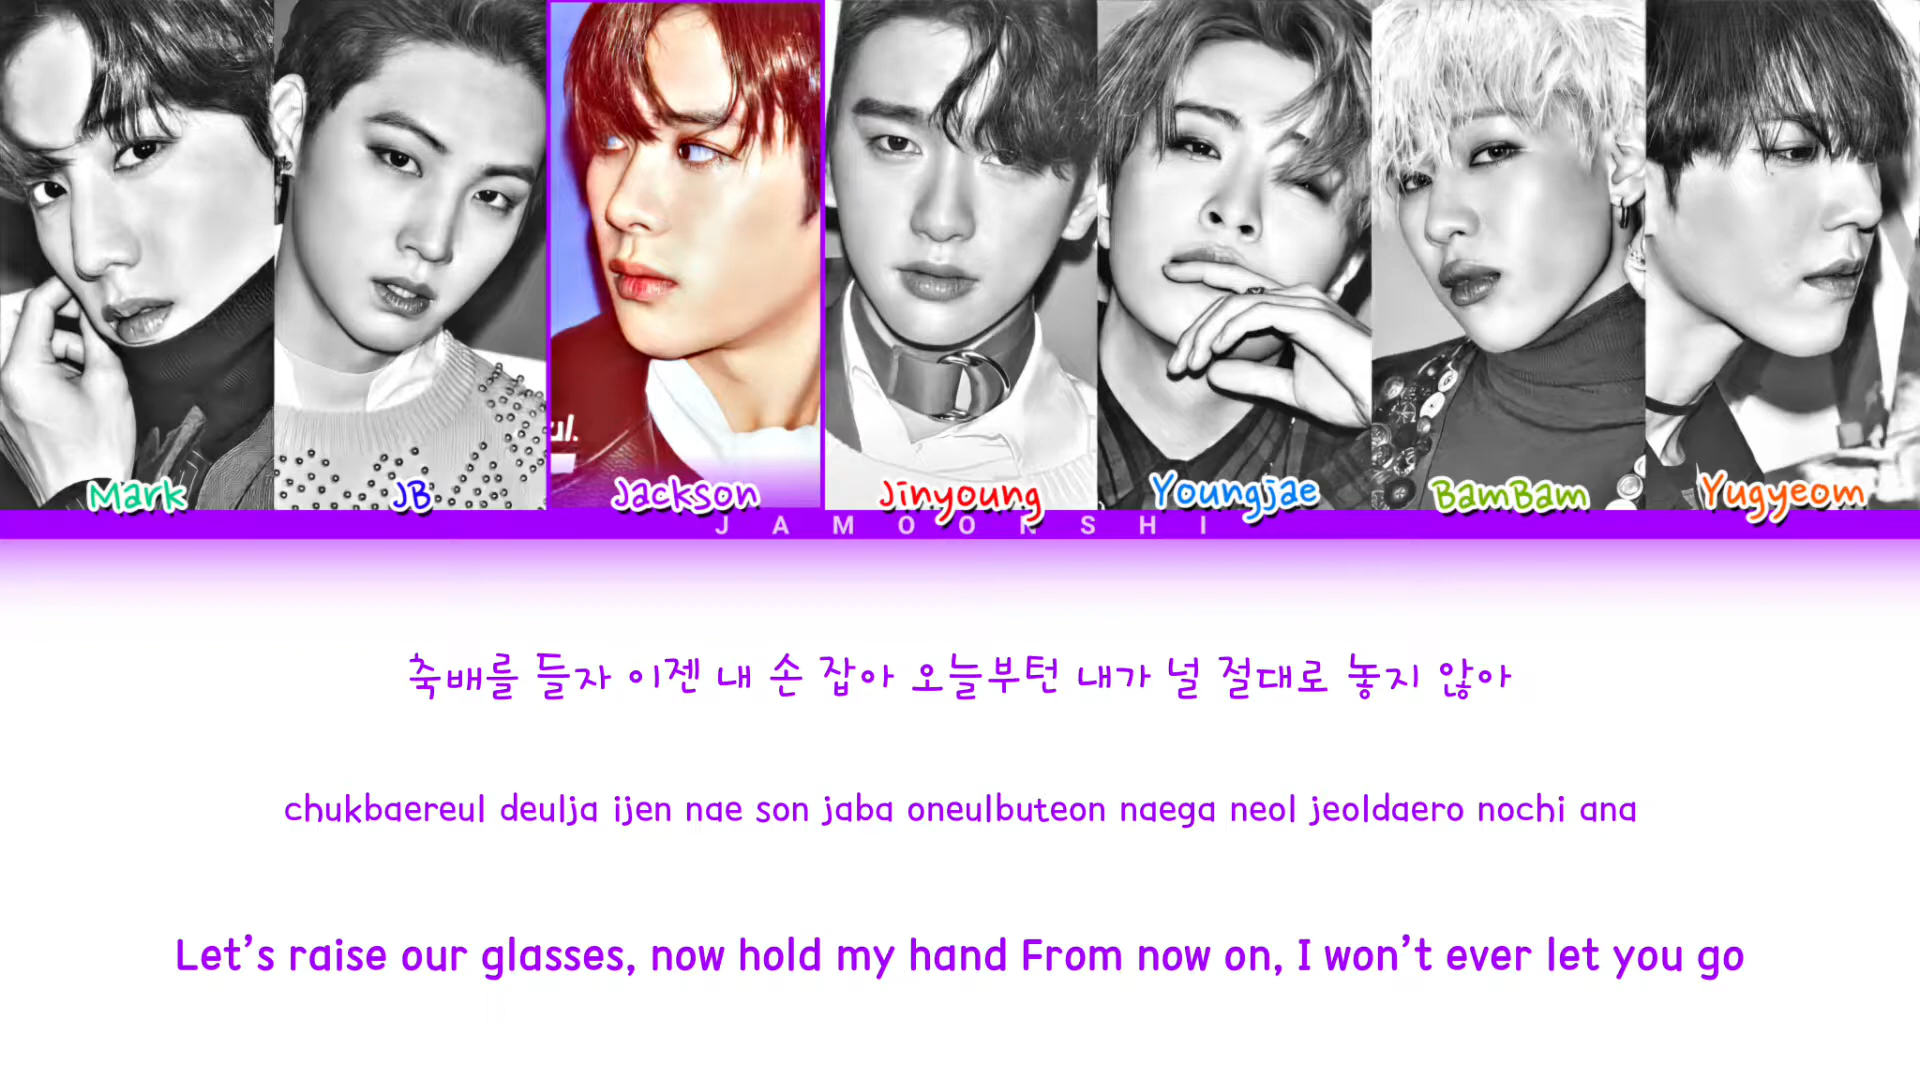 ul.
Mark JB Jackson Jinyoung Youngjae BamBam Yugyeom
JAMOONSHI
축배를 들자 이젠 내 손 잡아 오늘부턴 내가 널 절대로 놓지 않아
chukbaereul deulja ijen nae son jaba oneulbuteon naega neol jeoldaero nochi ana
Let’s raise our glasses, now hold my hand From now on, I won’t ever let you go